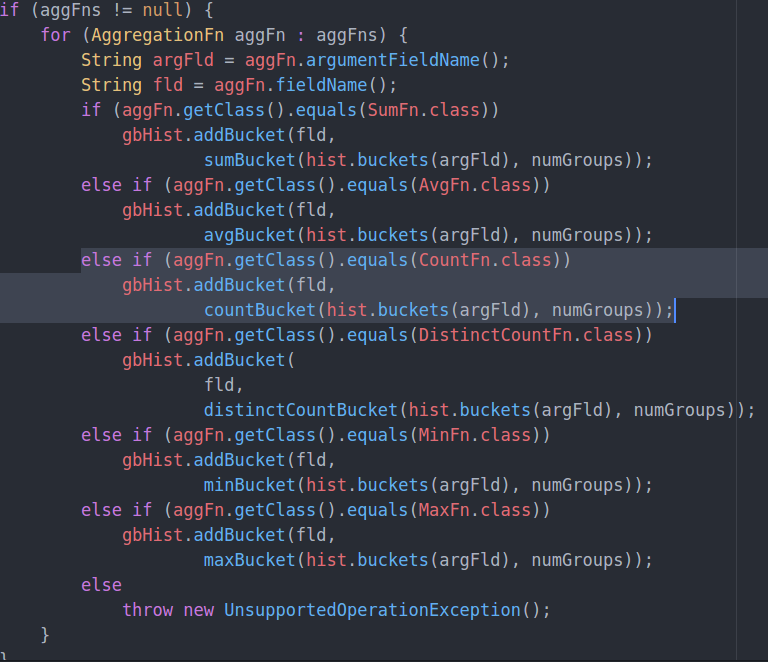 if (aggFns != null) {
    for (AggregationFn aggFn : aggFns) {
        String argFld = aggFn.argumentFieldName();
        String fld = aggFn.fieldName();
        if (aggFn.getClass().equals(SumFn.class))
            gbHist.addBucket(fld,
                    sumBucket(hist.buckets(argFld), numGroups));
        else if (aggFn.getClass().equals(AvgFn.class))
            gbHist.addBucket(fld,
                    avgBucket(hist.buckets(argFld), numGroups));
        else if (aggFn.getClass().equals(CountFn.class))
            gbHist.addBucket(fld,
                    countBucket(hist.buckets(argFld), numGroups));
        else if (aggFn.getClass().equals(DistinctCountFn.class))
            gbHist.addBucket(
                    fld,
                    distinctCountBucket(hist.buckets(argFld), numGroups));
        else if (aggFn.getClass().equals(MinFn.class))
            gbHist.addBucket(fld,
                    minBucket(hist.buckets(argFld), numGroups));
        else if (aggFn.getClass().equals(MaxFn.class))
            gbHist.addBucket(fld,
                    maxBucket(hist.buckets(argFld), numGroups));
        else
            throw new UnsupportedOperationException();
    }
}